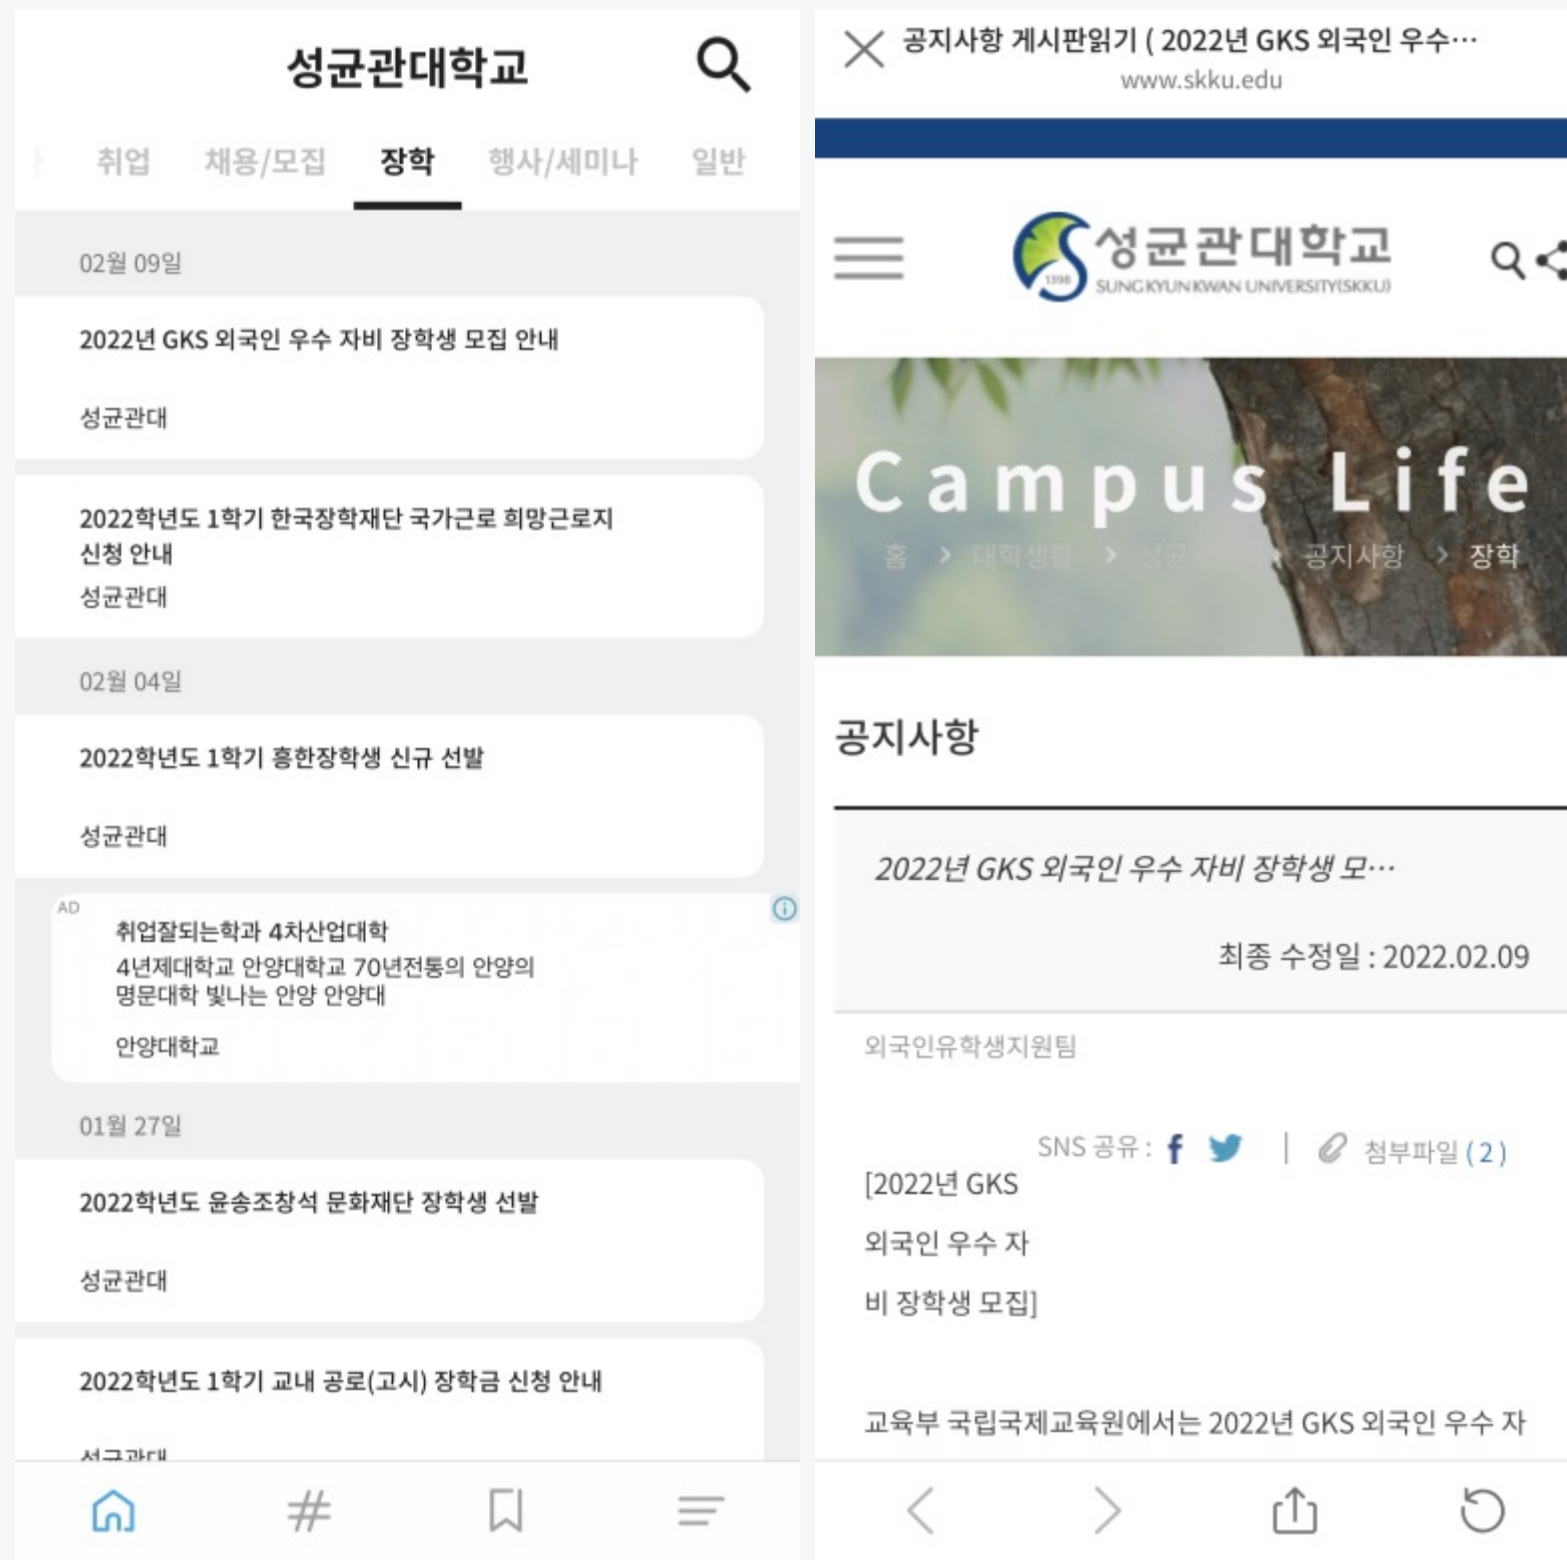 성균관대학교
취업 채용/모집 장학 행사/세미나 일반
02월 09일
2022년 GKS 외국인 우수 자비 장학생 모집 안내
성균관대
2022학년도 1학기 한국장학재단 국가근로 희망근로지
신청 안내
성균관대
02월 04일
2022학년도 1학기 흥한장학생 신규 선발
성균관대
AD
취업잘되는학과 4차산업대학
4년제대학교 안양대학교 70년전통의 안양의
명문대학 빛나는 안양 안양대
안양대학교
01월 27일
2022학년도 윤송조창석 문화재단 장학생 선발
성균관대
2022학년도 1학기 교내 공로(고시) 장학금 신청 안내
성균관대
공지사항 게시판읽기 ( 2022년 GKS 외국인 우수…
www.skku.edu
1398
성균관대학교
SUNG KYUN KWAN UNIVERSITY(SKKU)
Campus Life
홈 > 대학생활 > 성균 > 공지사항 > 장학
공지사항
2022년 GKS 외국인 우수 자비 장학생 모…
최종 수정일 : 2022.02.09
외국인유학생지원팀
SNS 공유 : f | 첨부파일 ( 2 )
[2022년 GKS
외국인 우수 자
비 장학생 모집]
교육부 국립국제교육원에서는 2022년 GKS 외국인 우수 자